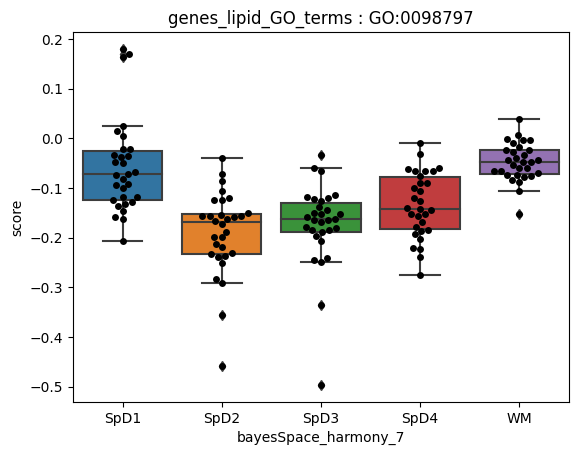 genes_lipid_GO_terms : GO:0098797
0.2
0.1
0.0
−0.1
−0.2
−0.3
−0.4
−0.5
score
SpD1 SpD2 SpD3 SpD4 WM
bayesSpace_harmony_7